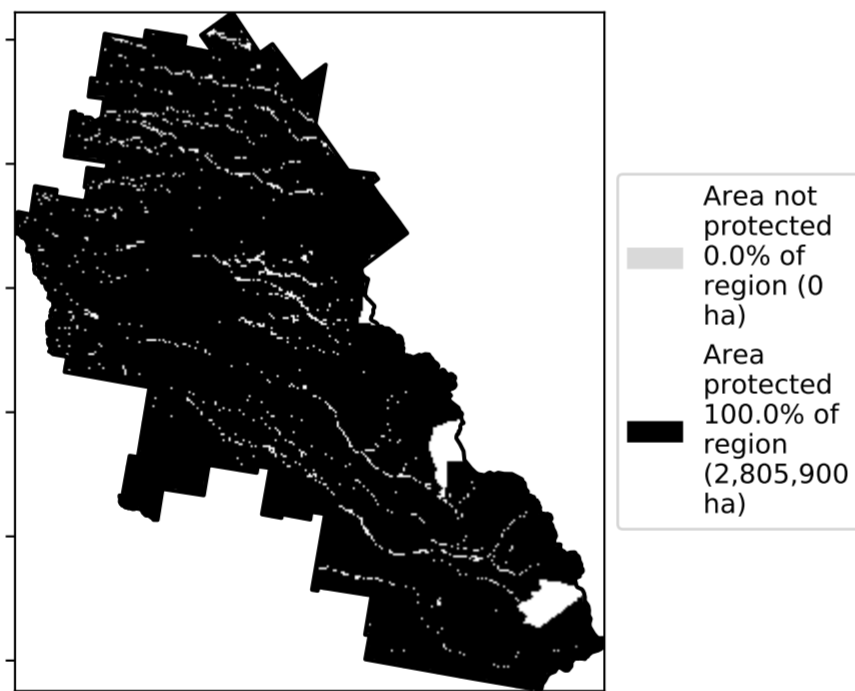 Area not
protected
0.0% of
region (0
ha)
Area
protected
100.0% of
region
(2,805,900
ha)